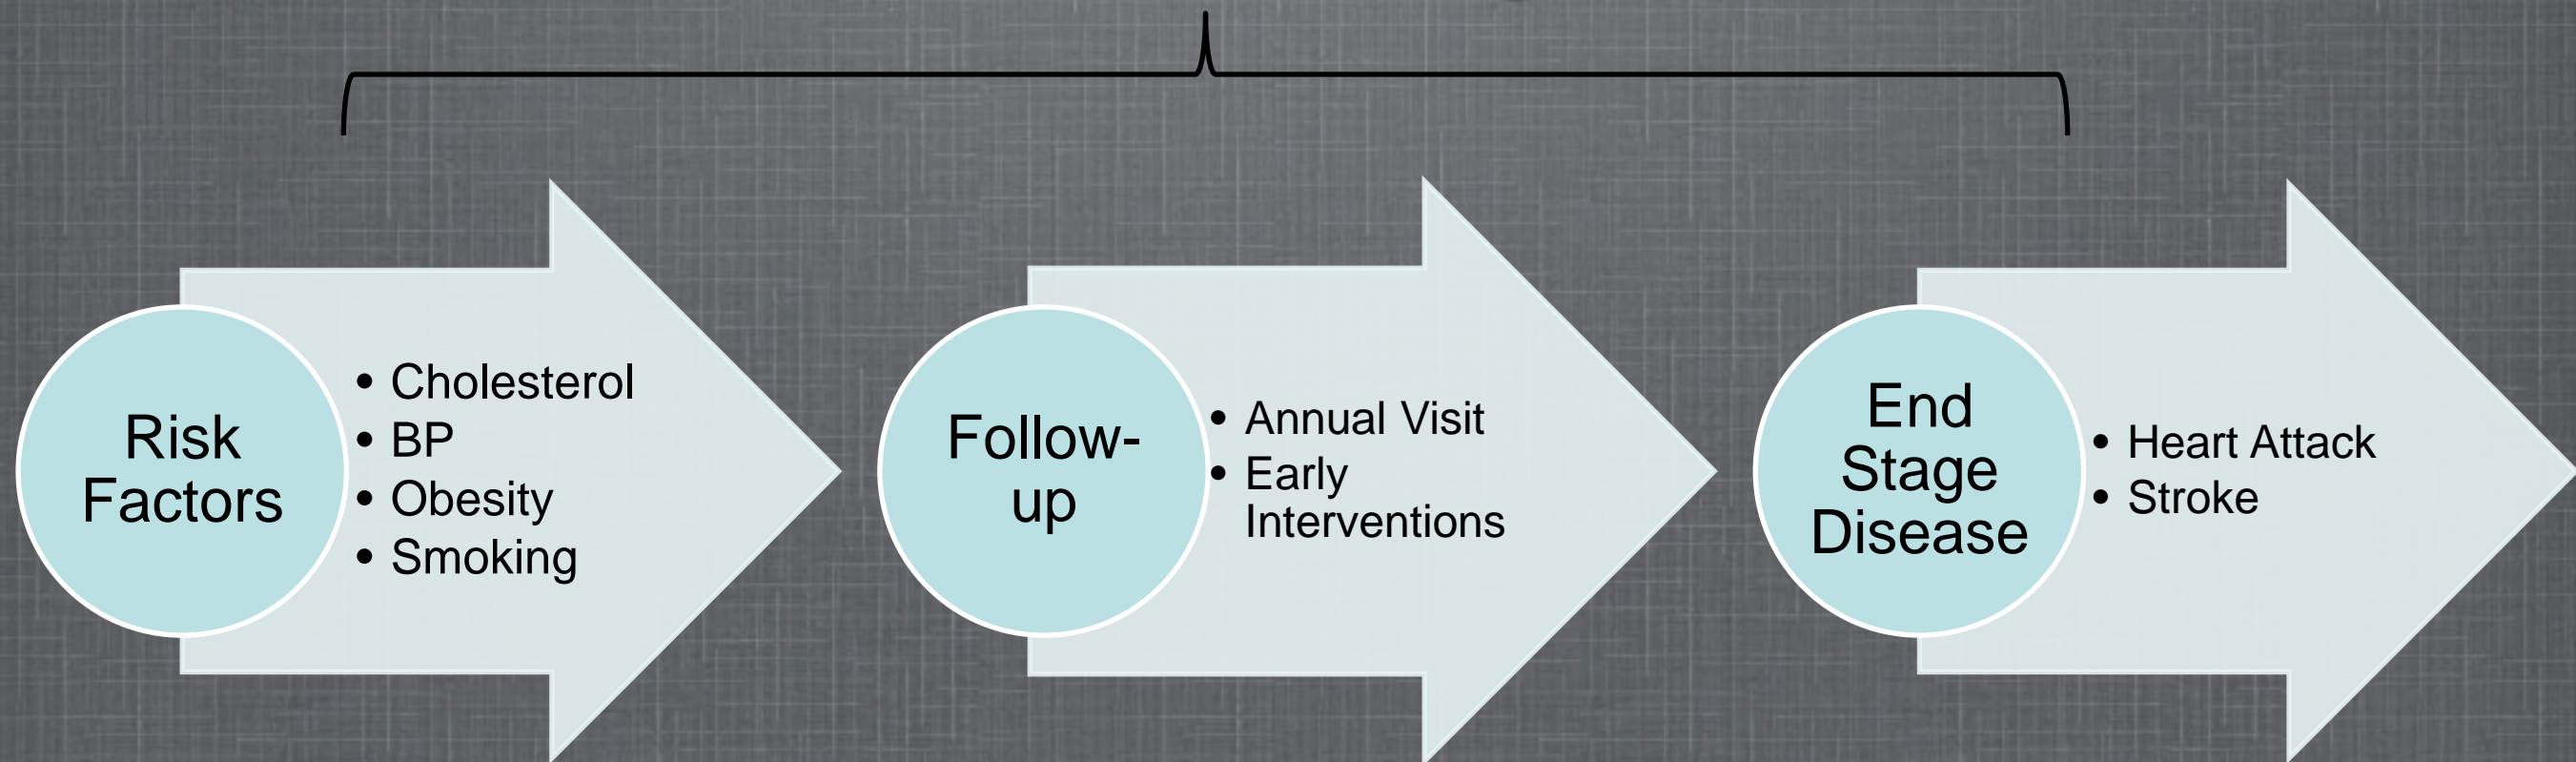 Risk
Factors
• Cholesterol
• BP
• Obesity
• Smoking
Follow-
up
• Annual Visit
• Early
Interventions
End
Stage
Disease
• Heart Attack
• Stroke